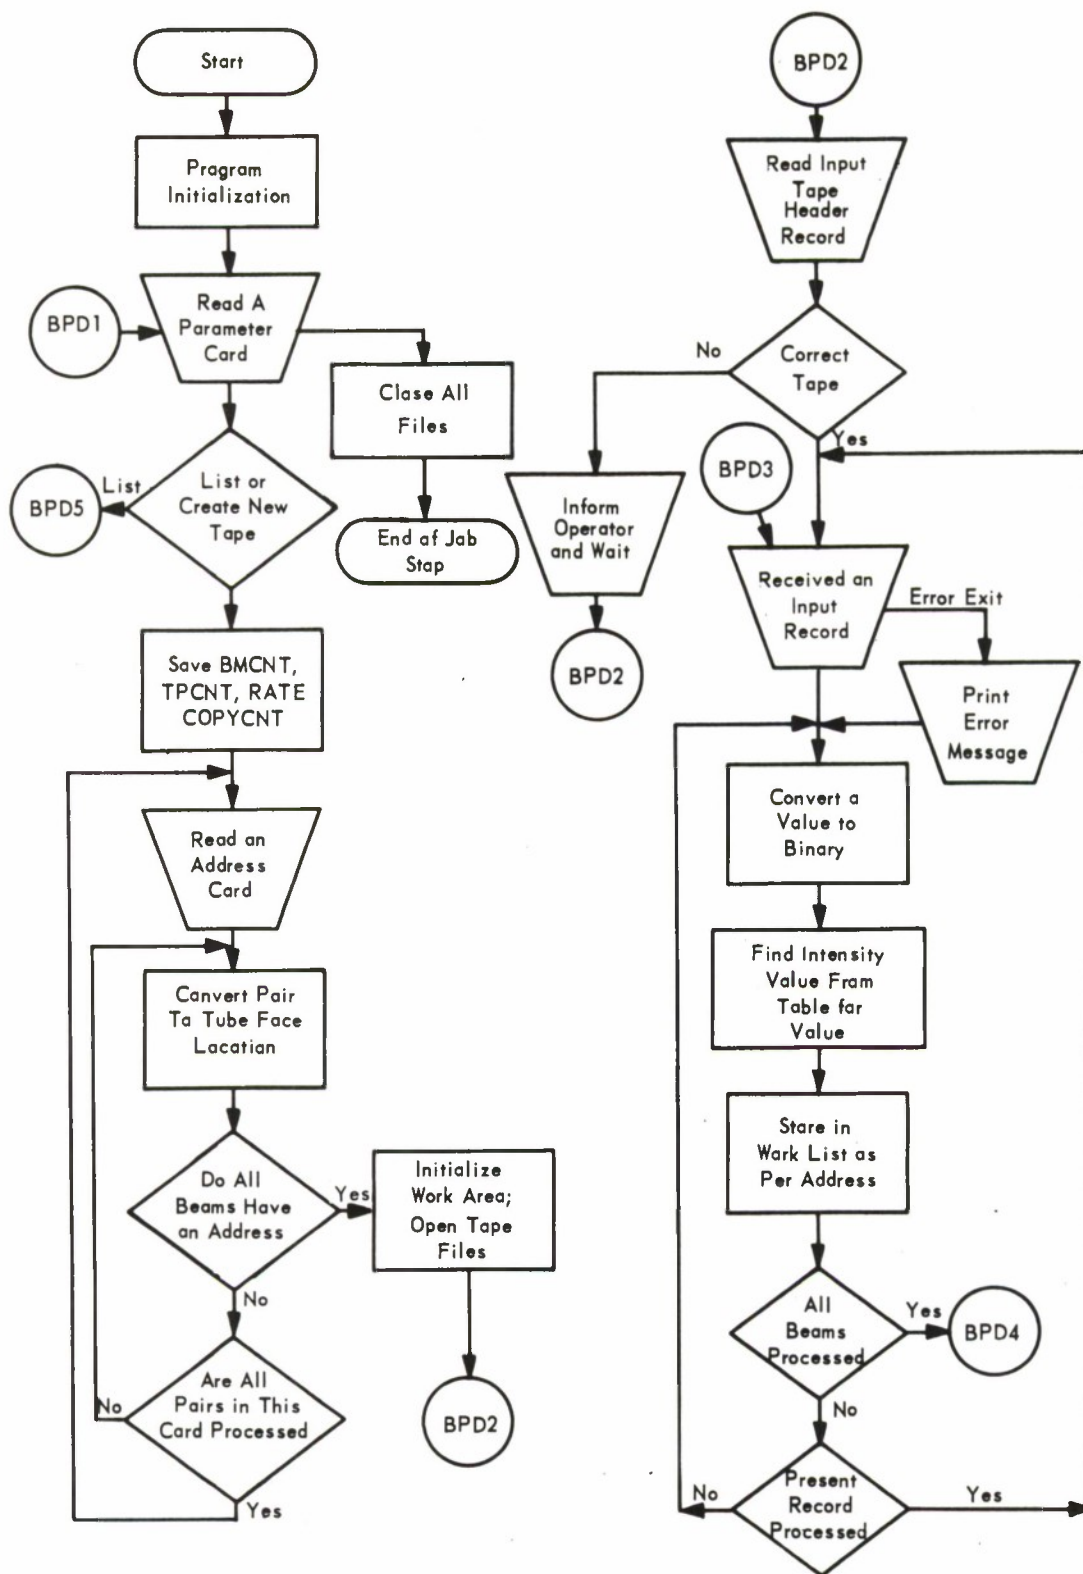 Start
Pragram
Initialization
BPD1
Read A
Parameter
Card
Clase All
Files
End af Jab
Stap
List
BPD5
List or
Create New
Tape
Save BMCNT,
TPCNT, RATE
COPYCNT
Read an
Address
Card
Canvert Pair
Ta Tube Face
Lacatian
Do All
Beams Have
an Address
Yes
Initialize
Work Area;
Open Tape
Files
BPD2
No
Are All
Pairs in This
Card Processed
No
Yes
BPD2
Read Input
Tape
Header
Record
Correct
Tape
No
Yes
Inform
Operator
and Wait
BPD2
BPD3
Received an
Input
Record
Error Exit
Print
Error
Message
Convert a
Value to
Binary
Find Intensity
Value Fram
Table far
Value
Stare in
Wark List as
Per Address
All
Beams
Processed
Yes
BPD4
No
Present
Record
Processed
No
Yes